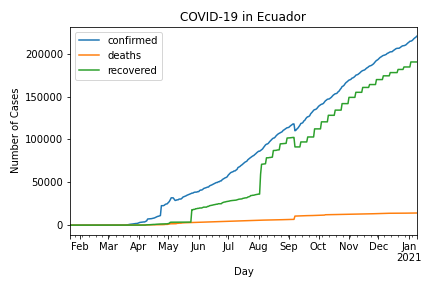 COVID-19 in Ecuador
confirmed
deaths
recovered
Number of Cases
200000
150000
100000
50000
0
Feb Mar Apr May Jun Jul Aug Sep Oct Nov Dec Jan
2021
Day